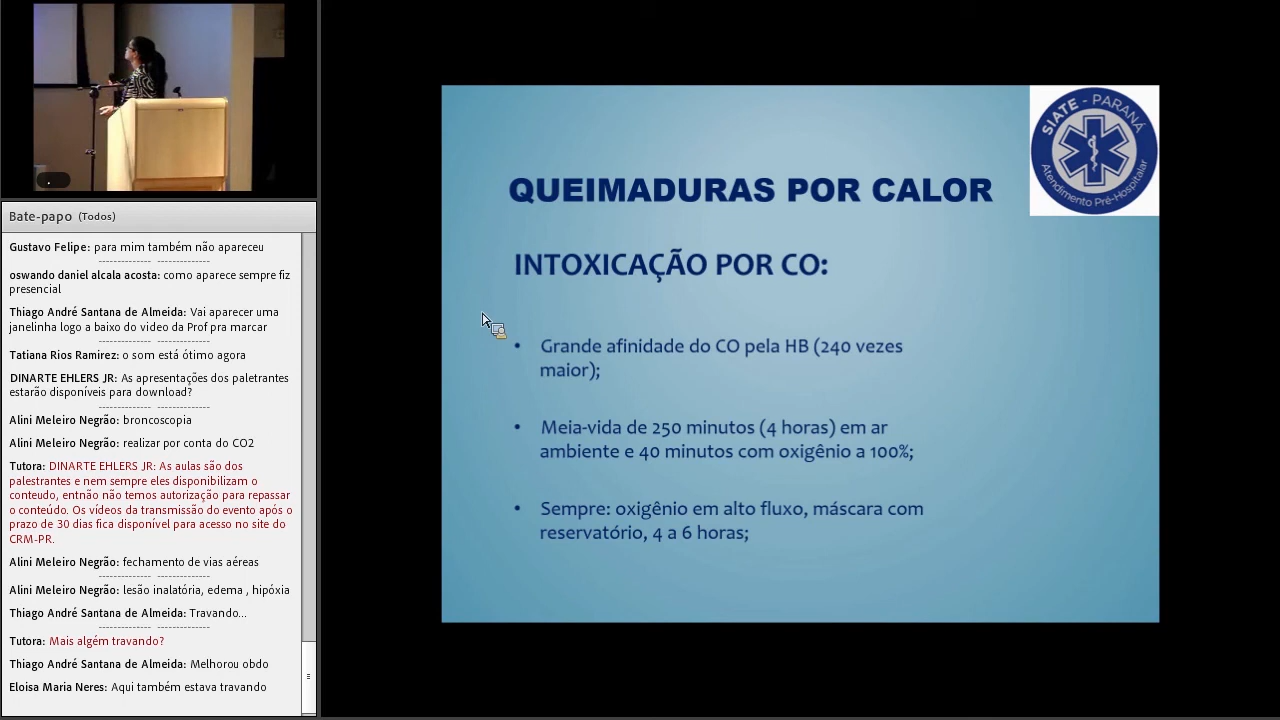 Bate-papo (Todos)
Gustavo Felipe: para mim também não apareceu
oswando daniel alcala acosta: como aparece sempre fiz
presencial
Thiago André Santana de Almeida: Vai aparecer uma
janelinha logo a baixo do video da Prof pra marcar
Tatiana Rios Ramirez: o som está ótimo agora
DINARTE EHLERS JR: As apresentações dos paletrantes
estarão disponíveis para download?
Alini Meleiro Negrão: broncoscopia
Alini Meleiro Negrão: realizar por conta do CO2
Tutora: DINARTE EHLERS JR: As aulas são dos
palestrantes e nem sempre eles disponibilizam o
conteudo, entnão não temos autorização para repassar
o conteúdo. Os vídeos da transmissão do evento após o
prazo de 30 dias fica disponível para acesso no site do
CRM-PR.
Alini Meleiro Negrão: fechamento de vias aéreas
Alini Meleiro Negrão: lesão inalatória, edema , hipóxia
Thiago André Santana de Almeida: Travando...
Tutora: Mais algém travando?
Thiago André Santana de Almeida: Melhorou obdo
Eloisa Maria Neres: Aqui também estava travando
SIATE - PARANÁ
Atendimento Pré-Hospitalar
QUEIMADURAS POR CALOR
INTOXICAÇÃO POR CO:
• Grande afinidade do CO pela HB (240 vezes
maior);
• Meia-vida de 250 minutos (4 horas) em ar
ambiente e 40 minutos com oxigênio a 100%;
• Sempre: oxigênio em alto fluxo, máscara com
reservatório, 4 a 6 horas;